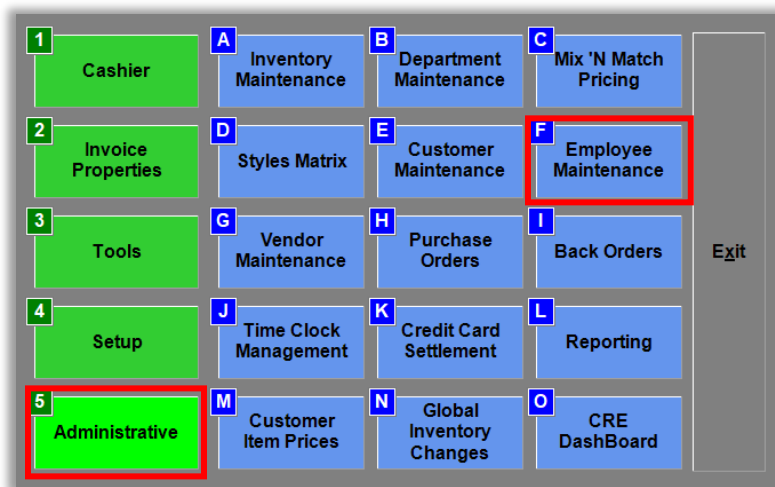 1
Cashier
A
Inventory
Maintenance
B
Department
Maintenance
C
Mix 'N Match
Pricing
2
Invoice
Properties
D
Styles Matrix
E
Customer
Maintenance
F
Employee
Maintenance
3
Tools
G
Vendor
Maintenance
H
Purchase
Orders
I
Back Orders
Exit
4
Setup
J
Time Clock
Management
K
Credit Card
Settlement
L
Reporting
5
Administrative
M
Customer
Item Prices
N
Global
Inventory
Changes
O
CRE
DashBoard